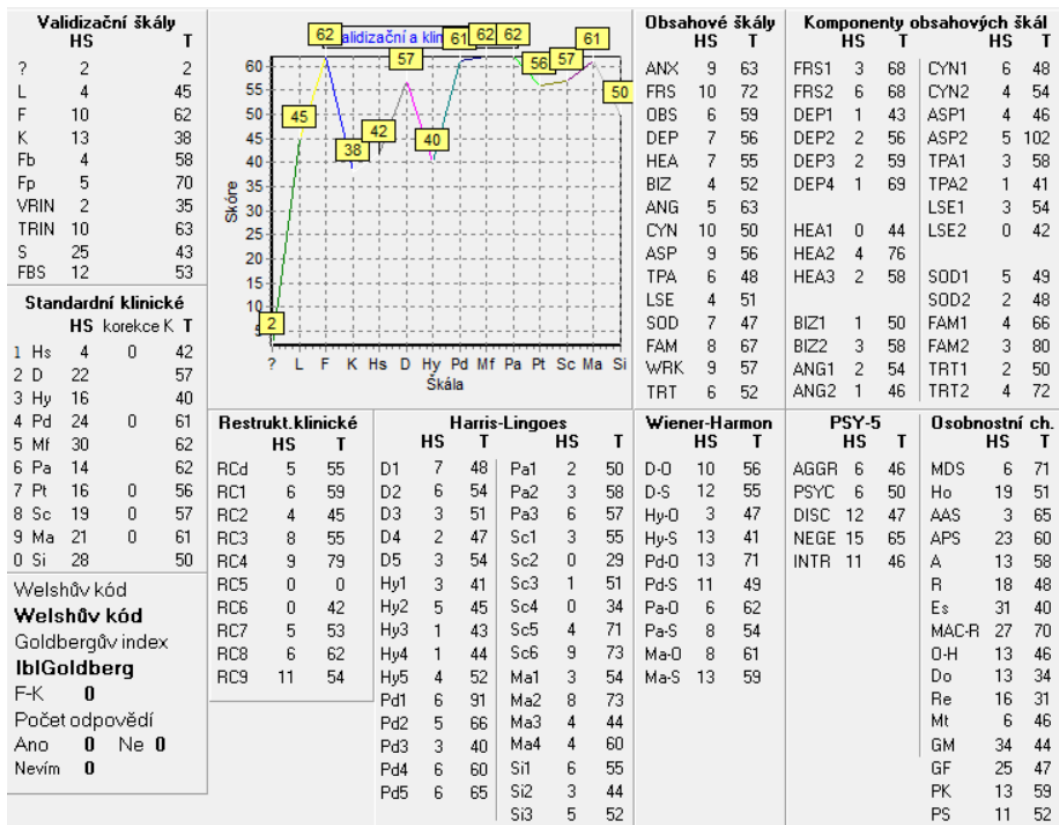 Validizační škály
HS T
? 2 2
L 4 45
F 10 62
K 13 38
Fb 4 58
Fp 5 70
VRIN 2 35
TRIN 10 63
S 25 43
FBS 12 53
Standardní klinické
HS korekce K T
1 Hs 4 0 42
2 D 22 57
3 Hy 16 40
4 Pd 24 0 61
5 Mf 30 62
6 Pa 14 62
7 Pt 16 0 56
8 Sc 19 0 57
9 Ma 21 0 61
0 Si 28 50
Welshův kód
Welshův kód
Goldbergův index
lblGoldberg
F-K 0
Počet odpovědí
Ano 0 Ne 0
Nevím 0
alidizační a klin
62 61 62 62 61
57 56 57
50
45
42
40
38
2
Skóre
60
55
50
45
40
35
30
25
20
15
10
? L F K Hs D Hy Pd Mf Pa Pt Sc Ma Si
Škála
Obsahové škály
HS T
ANX 9 63
FRS 10 72
OBS 6 59
DEP 7 56
HEA 7 55
BIZ 4 52
ANG 5 63
CYN 10 50
ASP 9 56
TPA 6 48
LSE 4 51
SOD 7 47
FAM 8 67
WRK 9 57
TRT 6 52
Komponenty obsahových škál
HS T HS T
FRS1 3 68 CYN1 6 48
FRS2 6 68 CYN2 4 54
DEP1 1 43 ASP1 4 46
DEP2 2 56 ASP2 5 102
DEP3 2 59 TPA1 3 58
DEP4 1 69 TPA2 1 41
LSE1 3 54
HEA1 0 44 LSE2 0 42
HEA2 4 76
HEA3 2 58 SOD1 5 49
SOD2 2 48
BIZ1 1 50 FAM1 4 66
BIZ2 3 58 FAM2 3 80
ANG1 2 54 TRT1 2 50
ANG2 1 46 TRT2 4 72
Restrukt.klinické
HS T
RCd 5 55
RC1 6 59
RC2 4 45
RC3 8 55
RC4 9 79
RC5 0 0
RC6 0 42
RC7 5 53
RC8 6 62
RC9 11 54
Harris-Lingoes
HS T HS T
D1 7 48 Pa1 2 50
D2 6 54 Pa2 3 58
D3 3 51 Pa3 6 57
D4 2 47 Sc1 3 55
D5 3 54 Sc2 0 29
Hy1 3 41 Sc3 1 51
Hy2 5 45 Sc4 0 34
Hy3 1 43 Sc5 4 71
Hy4 1 44 Sc6 9 73
Hy5 4 52 Ma1 3 54
Pd1 6 91 Ma2 8 73
Pd2 5 66 Ma3 4 44
Pd3 3 40 Ma4 4 60
Pd4 6 60 Si1 6 55
Pd5 6 65 Si2 3 44
Si3 5 52
Wiener-Harmon
HS T
D-O 10 56
D-S 12 55
Hy-O 3 47
Hy-S 13 41
Pd-O 13 71
Pd-S 11 49
Pa-O 6 62
Pa-S 8 54
Ma-O 8 61
Ma-S 13 59
PSY-5
HS T
AGGR 6 46
PSYC 6 50
DISC 12 47
NEGE 15 65
INTR 11 46
Osobnostní ch.
HS T
MDS 6 71
Ho 19 51
AAS 3 65
APS 23 60
A 13 58
R 18 48
Es 31 40
MAC-R 27 70
O-H 13 46
Do 13 34
Re 16 31
Mt 6 46
GM 34 44
GF 25 47
PK 13 59
PS 11 52